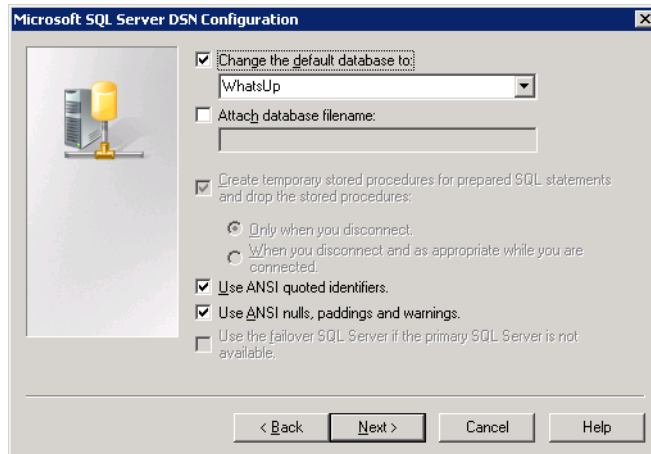 Microsoft SQL Server DSN Configuration
Change the default database to:
WhatsUp
Attach database filename:
Create temporary stored procedures for prepared SQL statements
and drop the stored procedures:
Only when you disconnect.
When you disconnect and as appropriate while you are
connected.
Use ANSI quoted identifiers.
Use ANSI nulls, paddings and warnings.
Use the failover SQL Server if the primary SQL Server is not
available.
< Back
Next >
Cancel
Help